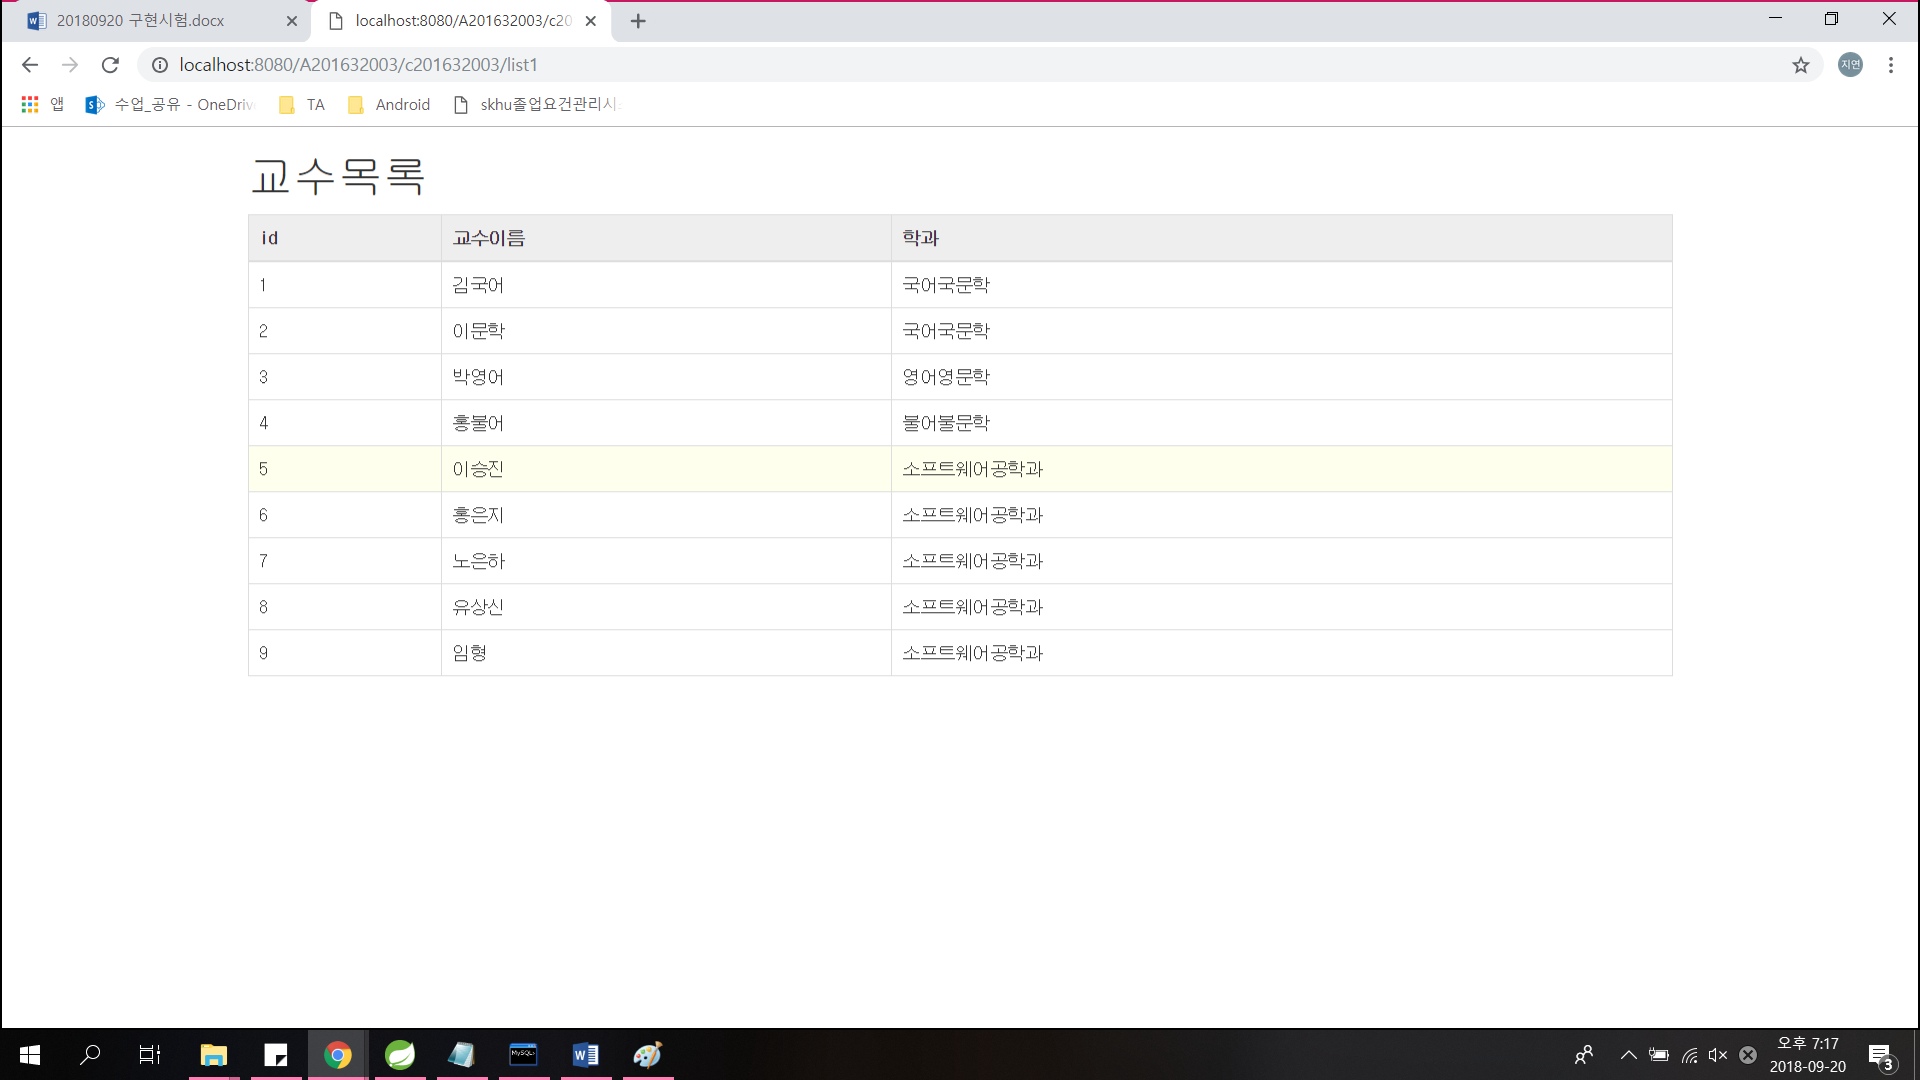 20180920 구현시험.docx
localhost:8080/A201632003/c20
localhost:8080/A201632003/c201632003/list1
지연
앱
수업_공유 - OneDriv
TA
Android
skhu졸업요건관리시
교수목록
id 교수이름 학과
1 김국어 국어국문학
2 이문학 국어국문학
3 박영어 영어영문학
4 홍불어 불어불문학
5 이승진 소프트웨어공학과
6 홍은지 소프트웨어공학과
7 노은하 소프트웨어공학과
8 유상신 소프트웨어공학과
9 임형 소프트웨어공학과
MySQL
오후 7:17
2018-09-20
3